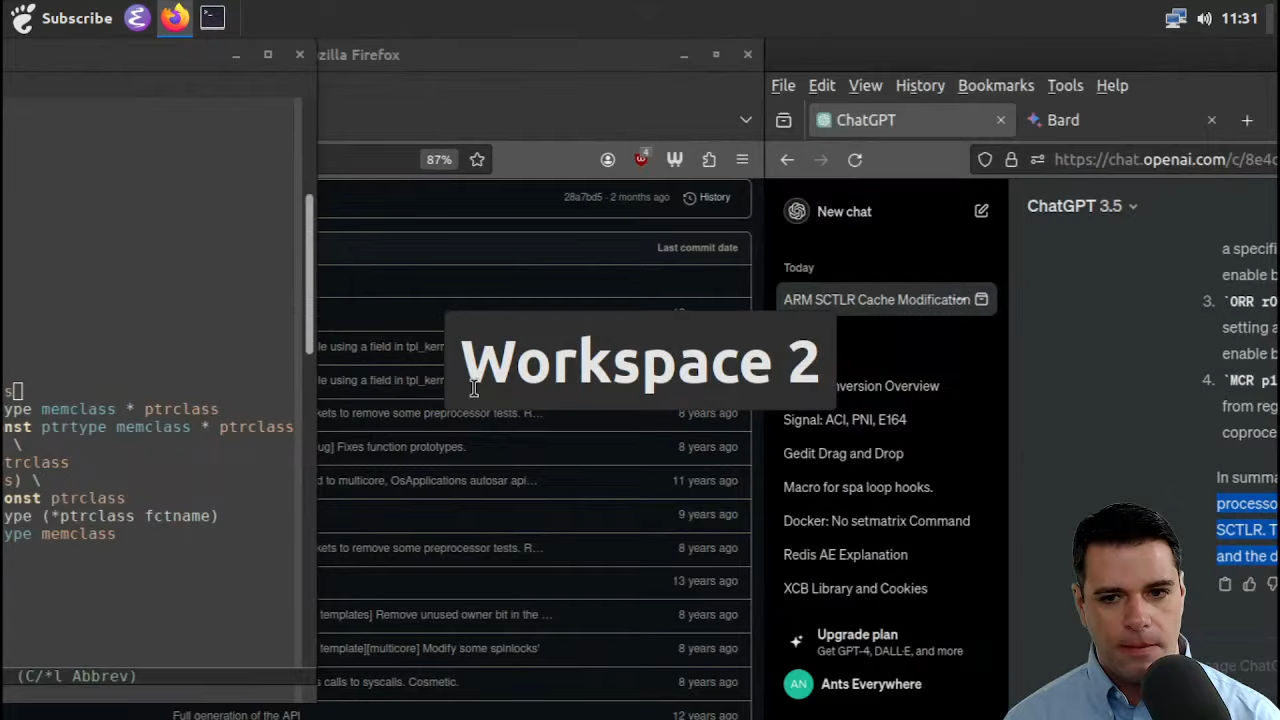 Subscribe
11:31
zilla Firefox
File Edit View History Bookmarks Tools Help
ChatGPT
Bard
87%
4
https://chat.openai.com/c/8e4c
28a7bd5 · 2 months ago
History
Last commit date
New chat
ChatGPT 3.5
Today
ARM SCTLR Cache Modification
a specifi
enable b
3. `ORR r0
setting a
enable b
4. `MCR p1
from reg
coproce
In summa
processo
SCTLR. T
and the d
Workspace 2
s
ype memclass * ptrclass
nst ptrtype memclass * ptrclass
\
trclass
s) \
onst ptrclass
ype (*ptrclass fctname)
ype memclass
(C/*l Abbrev)
le using a field in tpl_kern
le using a field in tpl_kern
kets to remove some preprocessor tests. R…
8 years ago
ug] Fixes function prototypes.
8 years ago
d to multicore, OsApplications autosar api…
11 years ago
9 years ago
kets to remove some preprocessor tests. R…
8 years ago
13 years ago
templates] Remove unused owner bit in the …
8 years ago
template][multicore] Modify some spinlocks'
8 years ago
s calls to syscalls. Cosmetic.
8 years ago
Full generation of the API
12 years ago
nversion Overview
Signal: ACI, PNI, E164
Gedit Drag and Drop
Macro for spa loop hooks.
Docker: No setmatrix Command
Redis AE Explanation
XCB Library and Cookies
Upgrade plan
Get GPT-4, DALL·E, and more
AN
Ants Everywhere
age ChatG